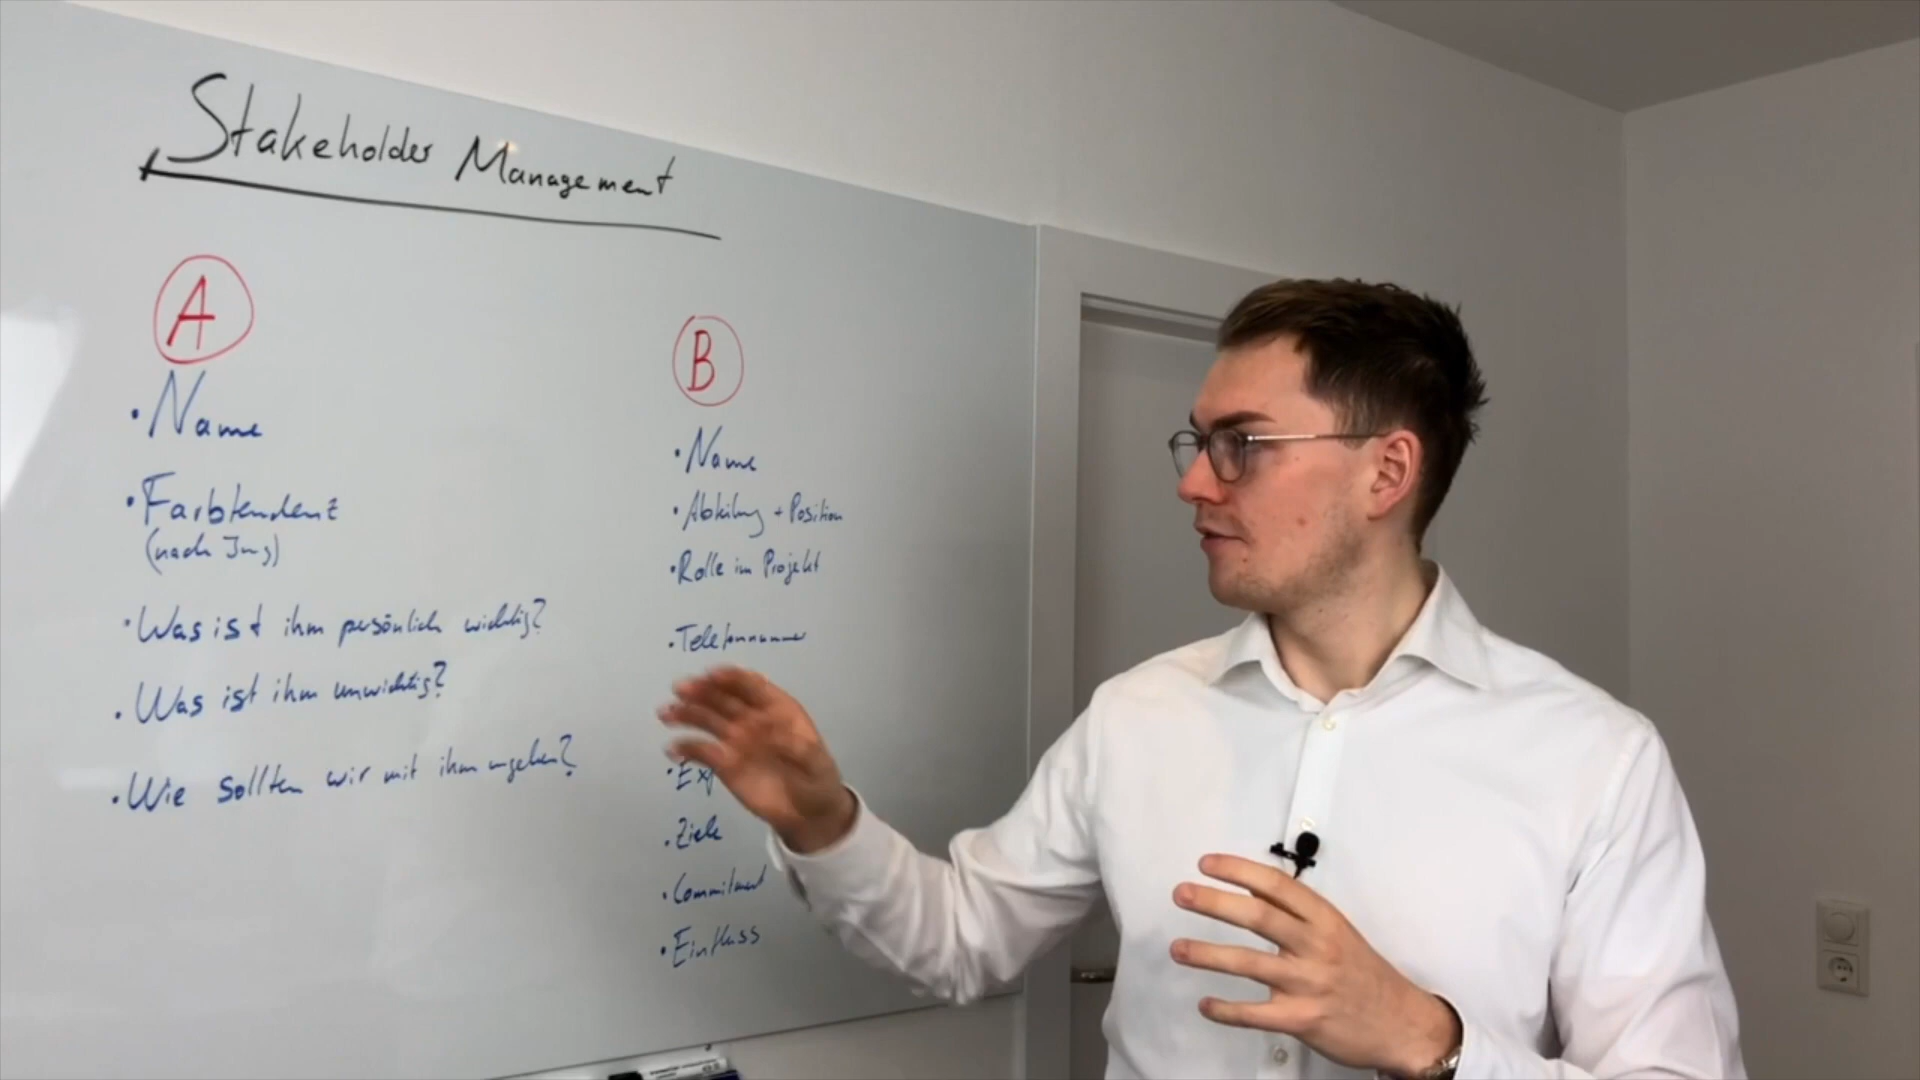 Stakeholder Management
A
• Name
• Farbtendenz
(nach Jung)
• Was ist ihm persönlich wichtig?
• Was ist ihm unwichtig?
• Wie sollten wir mit ihm umgehen?
B
• Name
• Abteilung + Position
• Rolle im Projekt
• Telefonnummer
• Ziele
• Commitment
• Einfluss